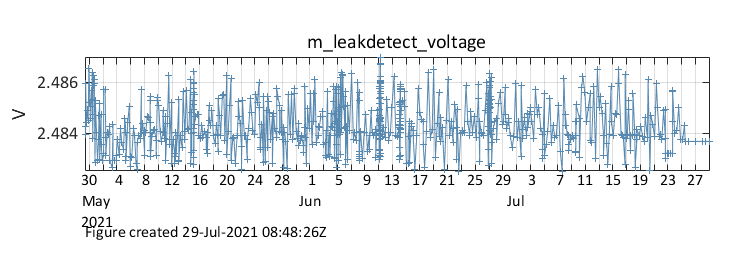 m_leakdetect_voltage
2.486
2.484
V
30 4 8 12 16 20 24 28 1 5 9 13 17 21 25 29 3 7 11 15 19 23 27
May Jun Jul
2021
Figure created 29-Jul-2021 08:48:26Z